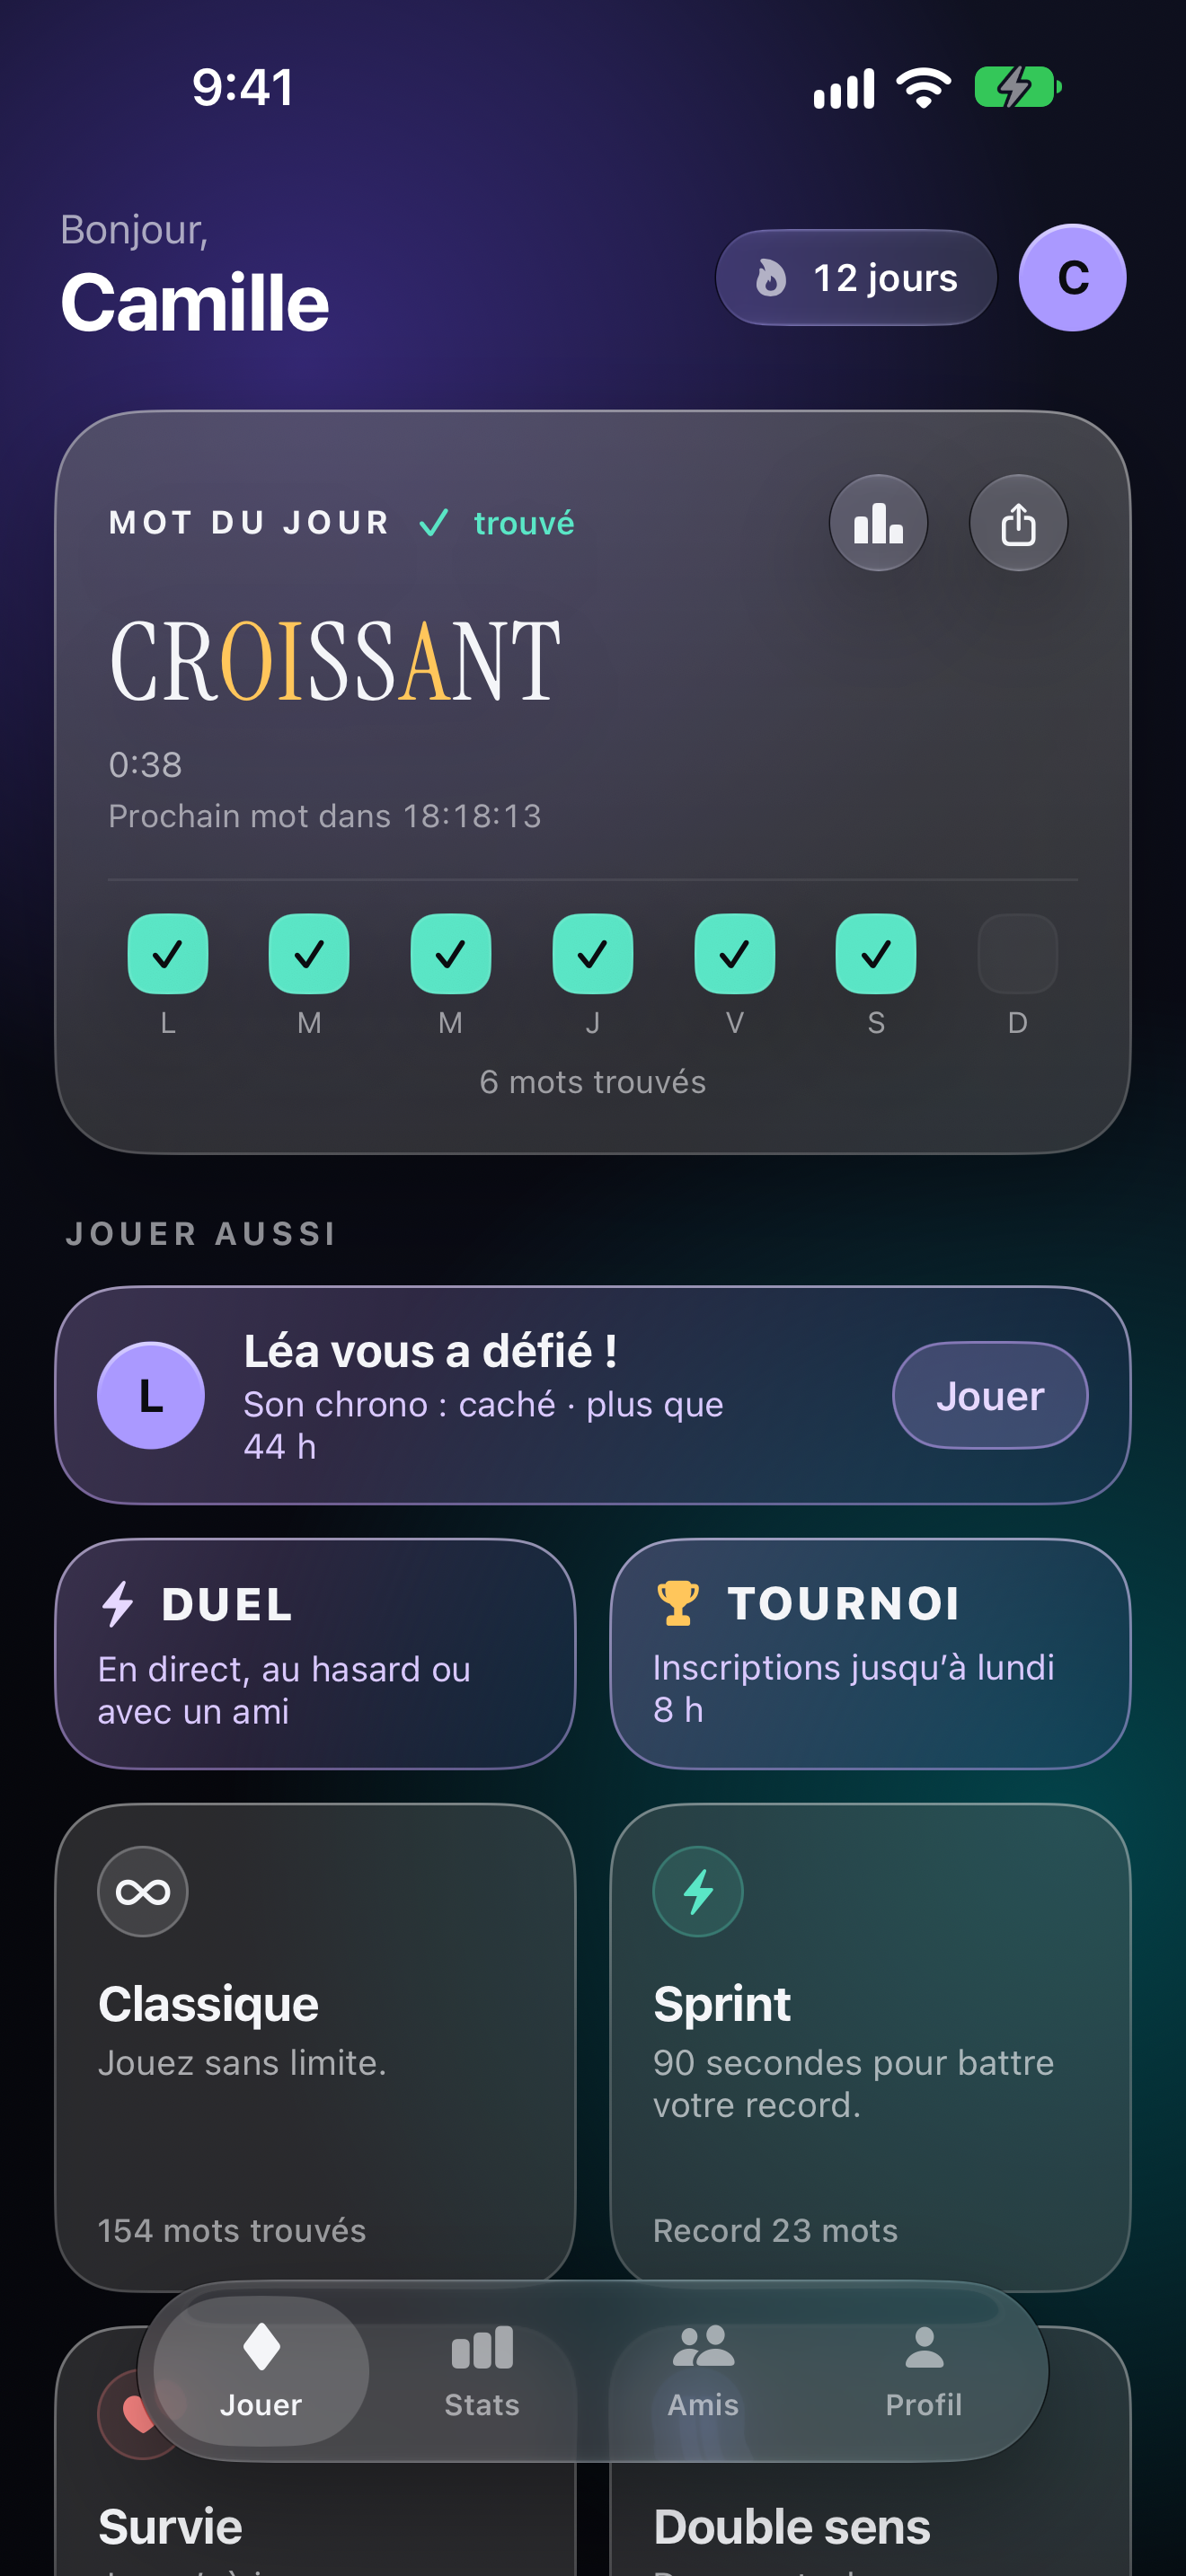 9:41
Bonjour,
Camille
12 jours
C
MOT DU JOUR trouvé
CROISSANT
0:38
Prochain mot dans 18:18:13
L M M J V S D
6 mots trouvés
JOUER AUSSI
L
Léa vous a défié !
Son chrono : caché · plus que
44 h
Jouer
DUEL
En direct, au hasard ou
avec un ami
TOURNOI
Inscriptions jusqu’à lundi
8 h
Classique
Jouez sans limite.
154 mots trouvés
Sprint
90 secondes pour battre
votre record.
Record 23 mots
Jouer Stats Amis Profil
Survie
Double sens